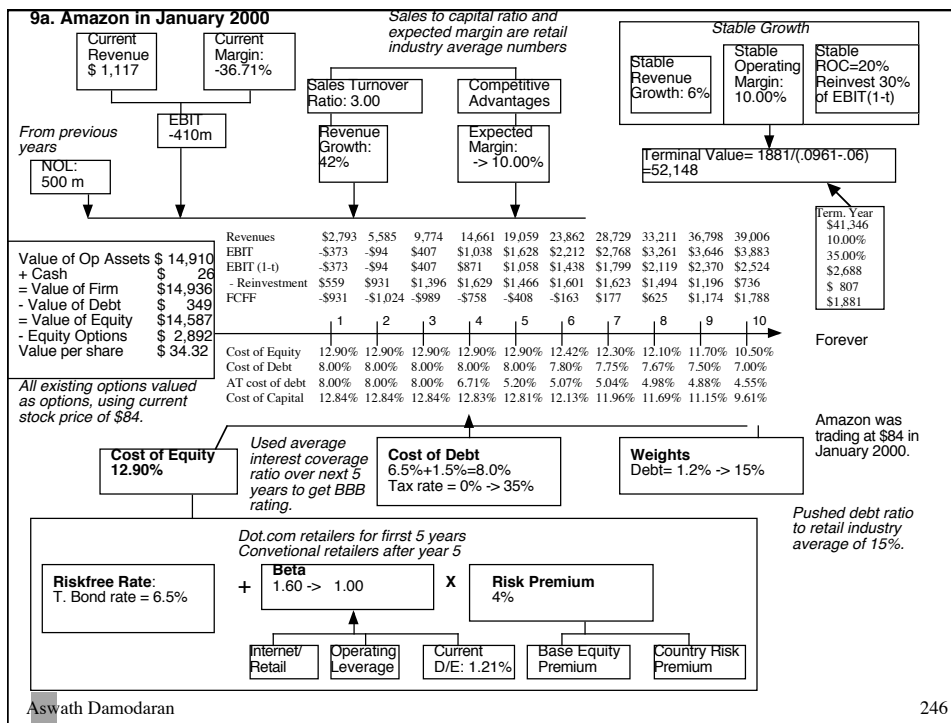 9a. Amazon in January 2000
Sales to capital ratio and
expected margin are retail
industry average numbers
Current
Revenue
$ 1,117
Current
Margin:
-36.71%
Stable Growth
Stable
Revenue
Growth: 6%
Stable
Operating
Margin:
10.00%
Stable
ROC=20%
Reinvest 30%
of EBIT(1-t)
Sales Turnover
Ratio: 3.00
Competitive
Advantages
EBIT
-410m
From previous
years
NOL:
500 m
Revenue
Growth:
42%
Expected
Margin:
-> 10.00%
Terminal Value= 1881/(.0961-.06)
=52,148
Term. Year
$41,346
10.00%
35.00%
$2,688
$ 807
$1,881
Revenues $2,793 5,585 9,774 14,661 19,059 23,862 28,729 33,211 36,798 39,006
EBIT -$373 -$94 $407 $1,038 $1,628 $2,212 $2,768 $3,261 $3,646 $3,883
EBIT (1-t) -$373 -$94 $407 $871 $1,058 $1,438 $1,799 $2,119 $2,370 $2,524
- Reinvestment $559 $931 $1,396 $1,629 $1,466 $1,601 $1,623 $1,494 $1,196 $736
FCFF -$931 -$1,024 -$989 -$758 -$408 -$163 $177 $625 $1,174 $1,788
1 2 3 4 5 6 7 8 9 10
Forever
Cost of Equity 12.90% 12.90% 12.90% 12.90% 12.90% 12.42% 12.30% 12.10% 11.70% 10.50%
Cost of Debt 8.00% 8.00% 8.00% 8.00% 8.00% 7.80% 7.75% 7.67% 7.50% 7.00%
AT cost of debt 8.00% 8.00% 8.00% 6.71% 5.20% 5.07% 5.04% 4.98% 4.88% 4.55%
Cost of Capital 12.84% 12.84% 12.84% 12.83% 12.81% 12.13% 11.96% 11.69% 11.15% 9.61%
Value of Op Assets $ 14,910
+ Cash $ 26
= Value of Firm $14,936
- Value of Debt $ 349
= Value of Equity $14,587
- Equity Options $ 2,892
Value per share $ 34.32
All existing options valued
as options, using current
stock price of $84.
Amazon was
trading at $84 in
January 2000.
Cost of Equity
12.90%
Used average
interest coverage
ratio over next 5
years to get BBB
rating.
Cost of Debt
6.5%+1.5%=8.0%
Tax rate = 0% -> 35%
Weights
Debt= 1.2% -> 15%
Pushed debt ratio
to retail industry
average of 15%.
Dot.com retailers for firrst 5 years
Convetional retailers after year 5
Riskfree Rate:
T. Bond rate = 6.5%
+
Beta
1.60 -> 1.00
X
Risk Premium
4%
Internet/
Retail
Operating
Leverage
Current
D/E: 1.21%
Base Equity
Premium
Country Risk
Premium
Aswath Damodaran
246